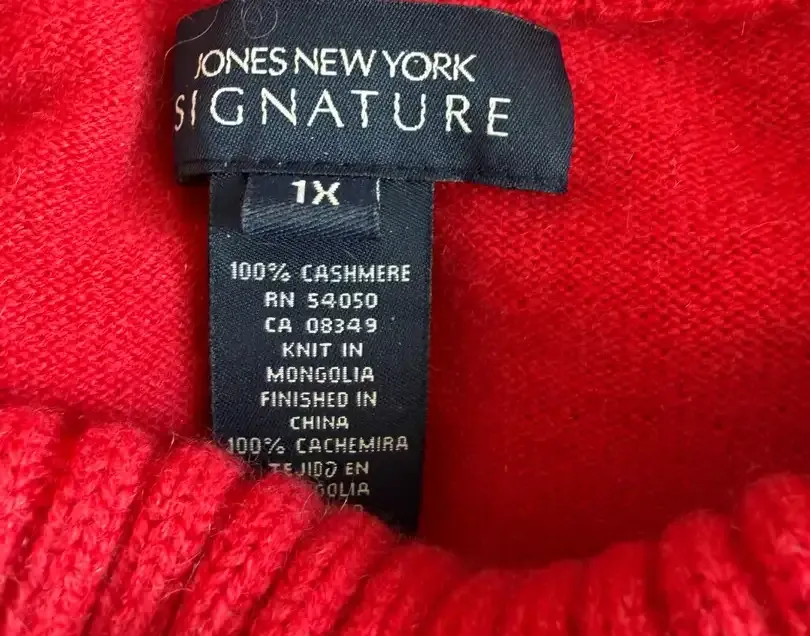 JONES NEW YORK
SIGNATURE
1X
100% CASHMERE
RN 54050
CA 08349
KNIT IN
MONGOLIA
FINISHED IN
CHINA
100% CACHEMIRA
TEJIDO EN